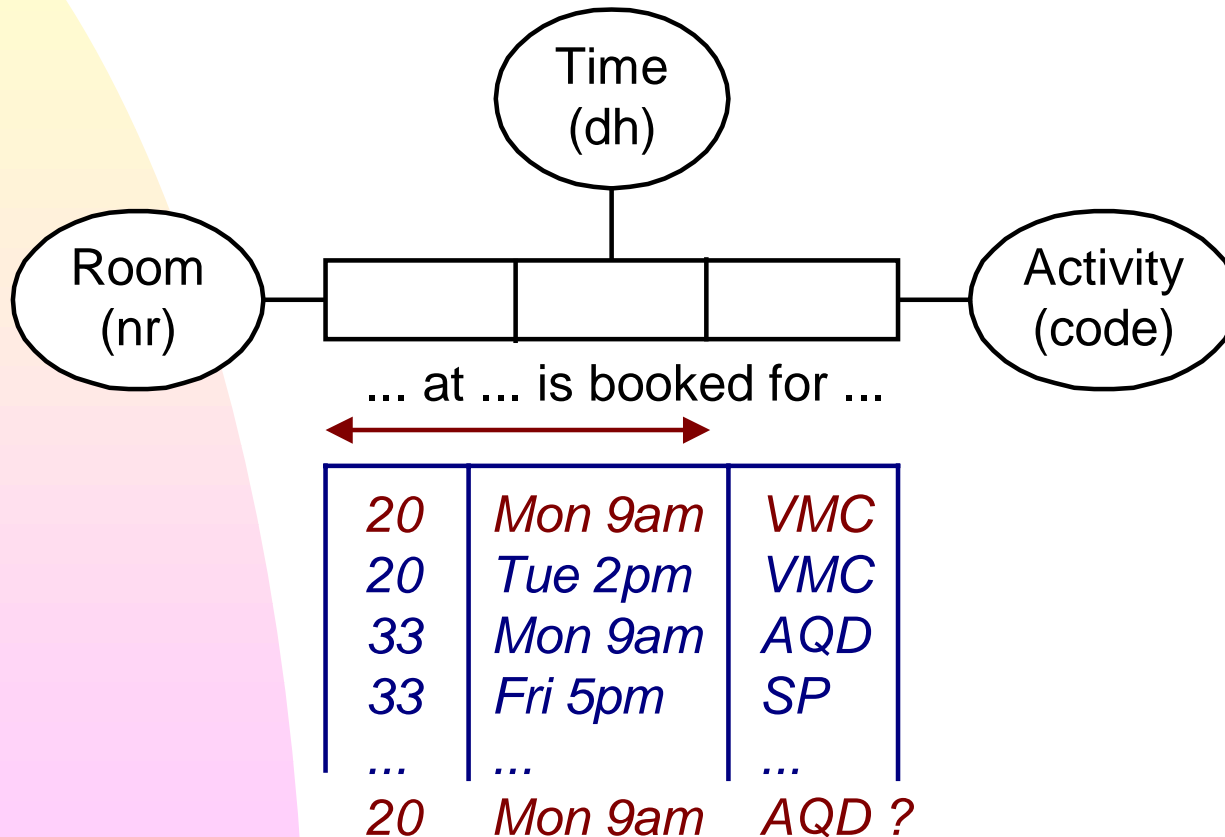 Time
(dh)
Room
(nr)
Activity
(code)
... at ... is booked for ...
20 Mon 9am VMC
20 Tue 2pm VMC
33 Mon 9am AQD
33 Fri 5pm SP
... ... ...
20 Mon 9am AQD ?